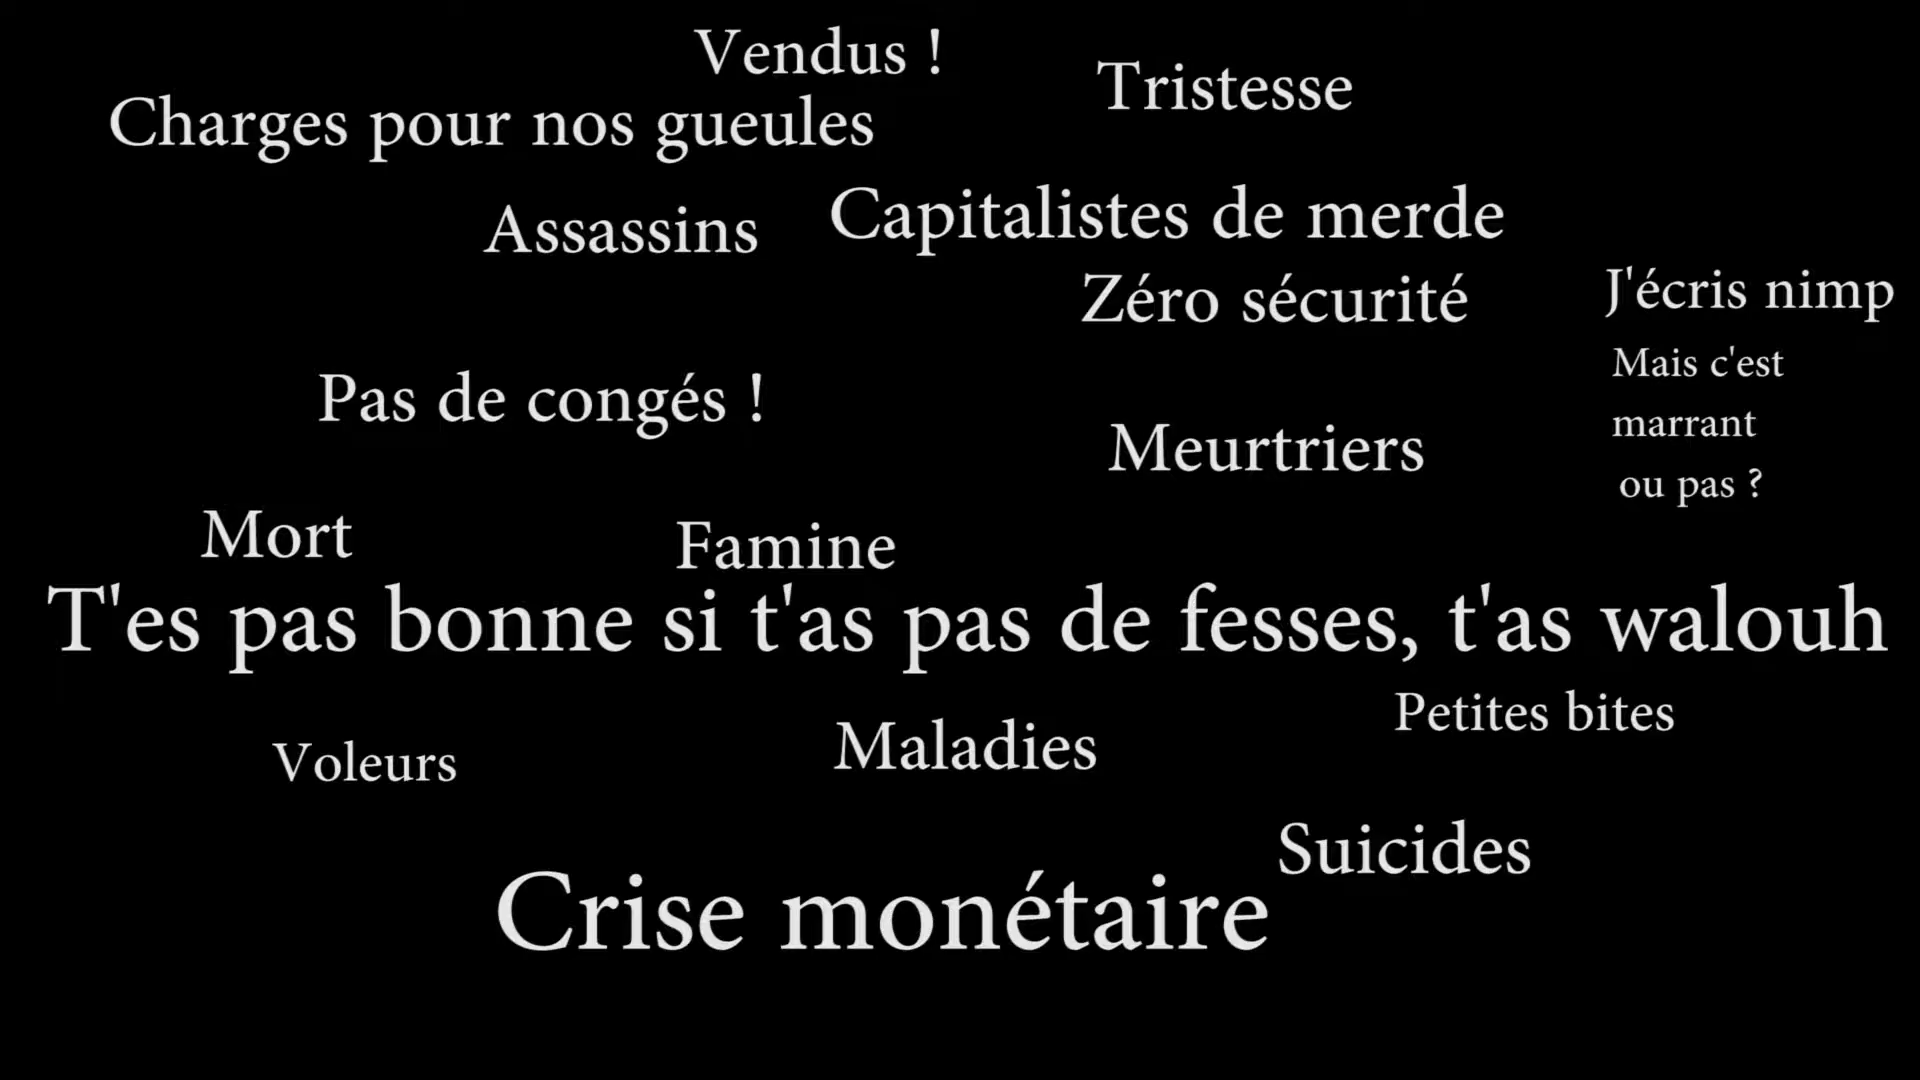 Vendus !
Tristesse
Charges pour nos gueules
Capitalistes de merde
Assassins
Zéro sécurité
J'écris nimp
Mais c'est
marrant
ou pas ?
Pas de congés !
Meurtriers
Mort
Famine
T'es pas bonne si t'as pas de fesses, t'as walouh
Petites bites
Maladies
Voleurs
Suicides
Crise monétaire